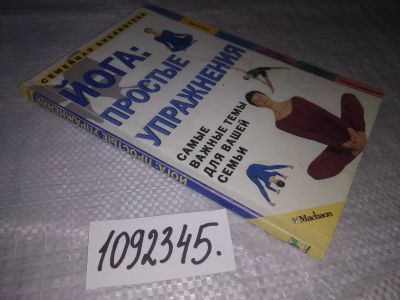 СЕМЕЙНАЯ БИБЛИОТЕКА
ЙОГА:
ПРОСТЫЕ
УПРАЖНЕНИЯ
САМЫЕ
ВАЖНЫЕ ТЕМЫ
ДЛЯ ВАШЕЙ
СЕМЬИ
Machaon
ЙОГА: ПРОСТЫЕ УПРАЖНЕНИЯ
1092345.